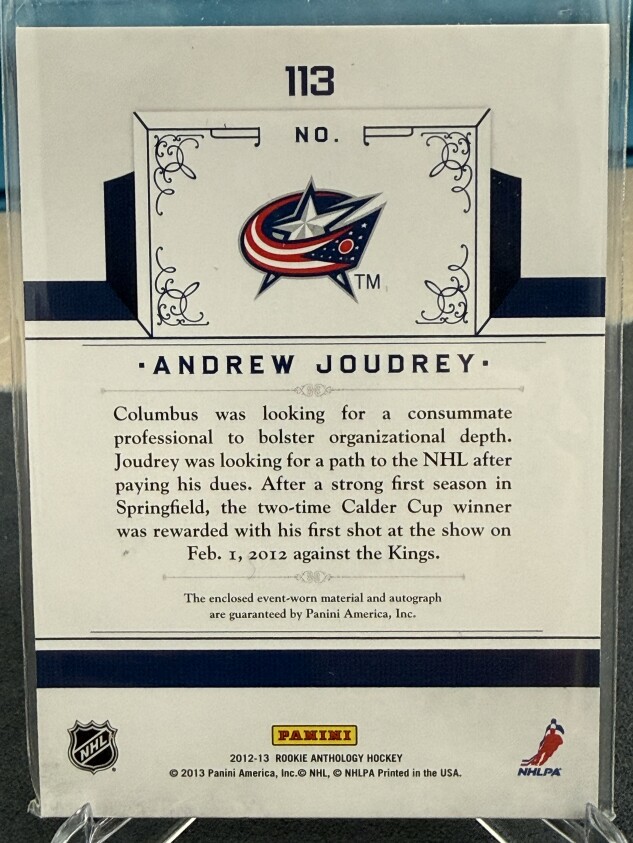 113
NO.
TM
·ANDREW JOUDREY·
Columbus was looking for a consummate
professional to bolster organizational depth.
Joudrey was looking for a path to the NHL after
paying his dues. After a strong first season in
Springfield, the two-time Calder Cup winner
was rewarded with his first shot at the show on
Feb. 1, 2012 against the Kings.
The enclosed event-worn material and autograph
are guaranteed by Panini America, Inc.
NHL
PANINI
NHLPA
2012-13 ROOKIE ANTHOLOGY HOCKEY
© 2013 Panini America, Inc.© NHL, © NHLPA Printed in the USA.